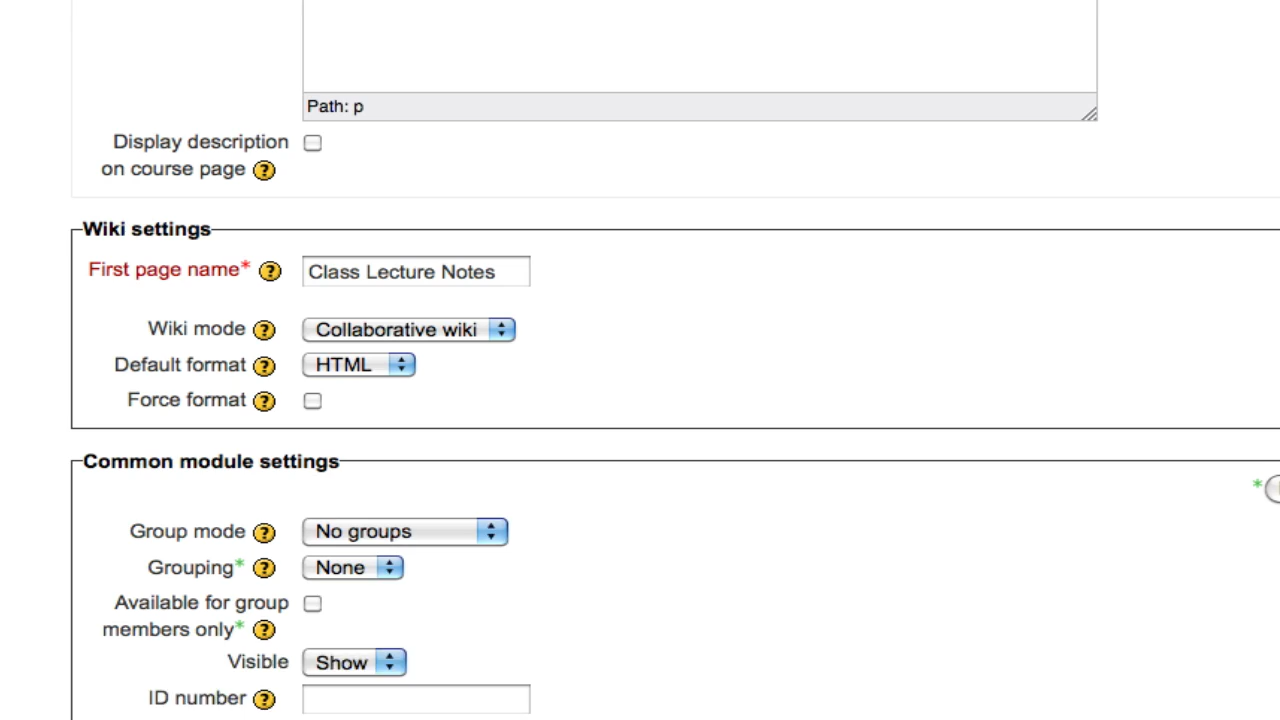 Path: p
Display description
on course page ?
Wiki settings
First page name* ? Class Lecture Notes
Wiki mode ? Collaborative wiki
Default format ? HTML
Force format ?
Common module settings
*
Group mode ? No groups
Grouping* ? None
Available for group
members only* ?
Visible Show
ID number ?